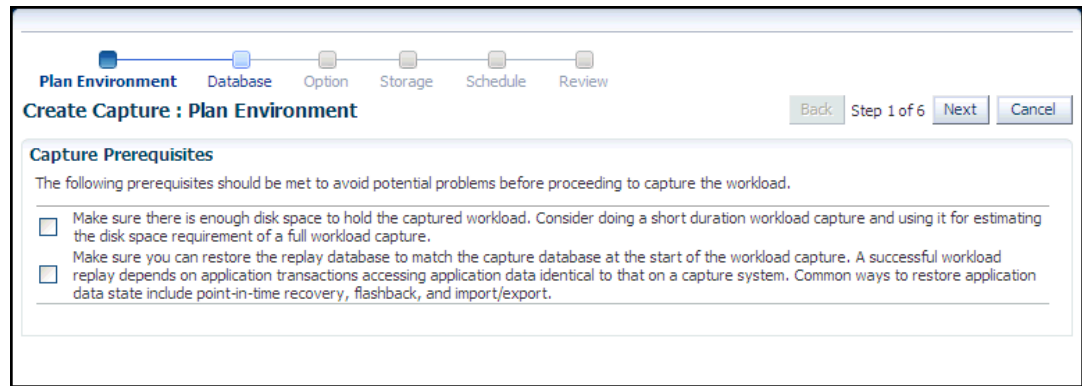 Plan Environment Database Option Storage Schedule Review
Create Capture : Plan Environment
Back Step 1 of 6 Next Cancel
Capture Prerequisites
The following prerequisites should be met to avoid potential problems before proceeding to capture the workload.
Make sure there is enough disk space to hold the captured workload. Consider doing a short duration workload capture and using it for estimating
the disk space requirement of a full workload capture.
Make sure you can restore the replay database to match the capture database at the start of the workload capture. A successful workload
replay depends on application transactions accessing application data identical to that on a capture system. Common ways to restore application
data state include point-in-time recovery, flashback, and import/export.